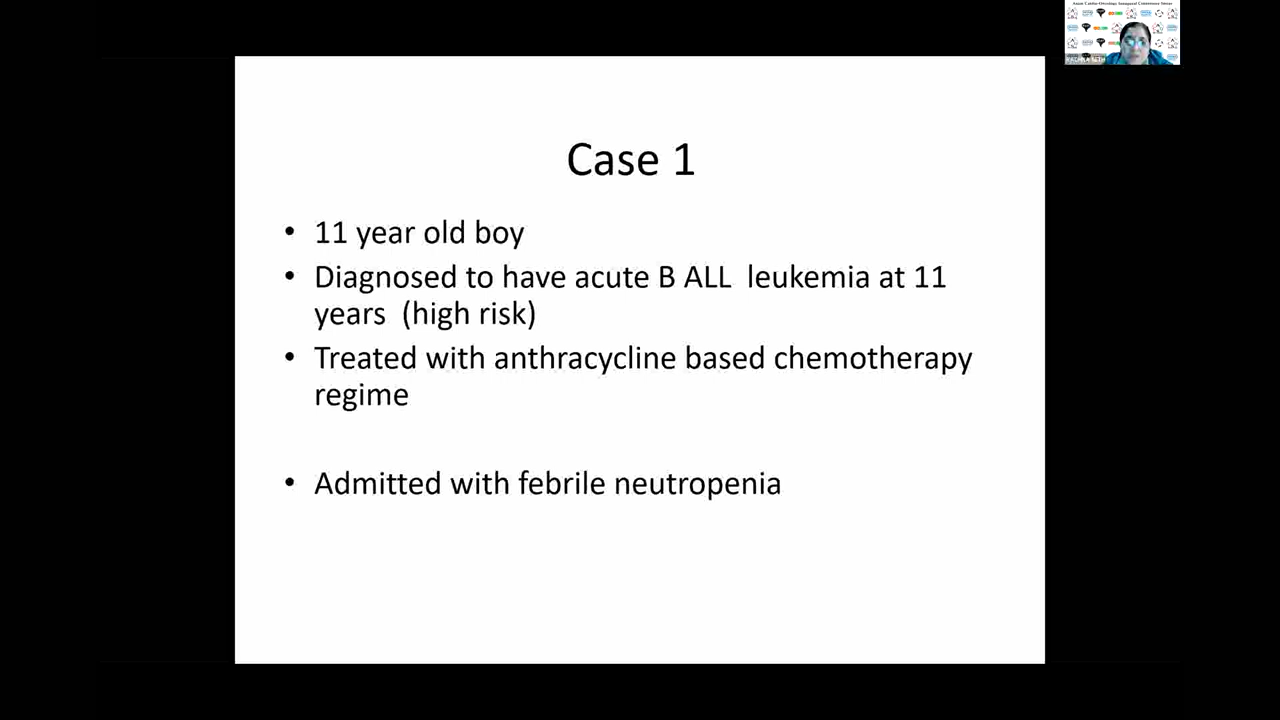 Case 1
• 11 year old boy
• Diagnosed to have acute B ALL leukemia at 11
years (high risk)
• Treated with anthracycline based chemotherapy
regime
• Admitted with febrile neutropenia